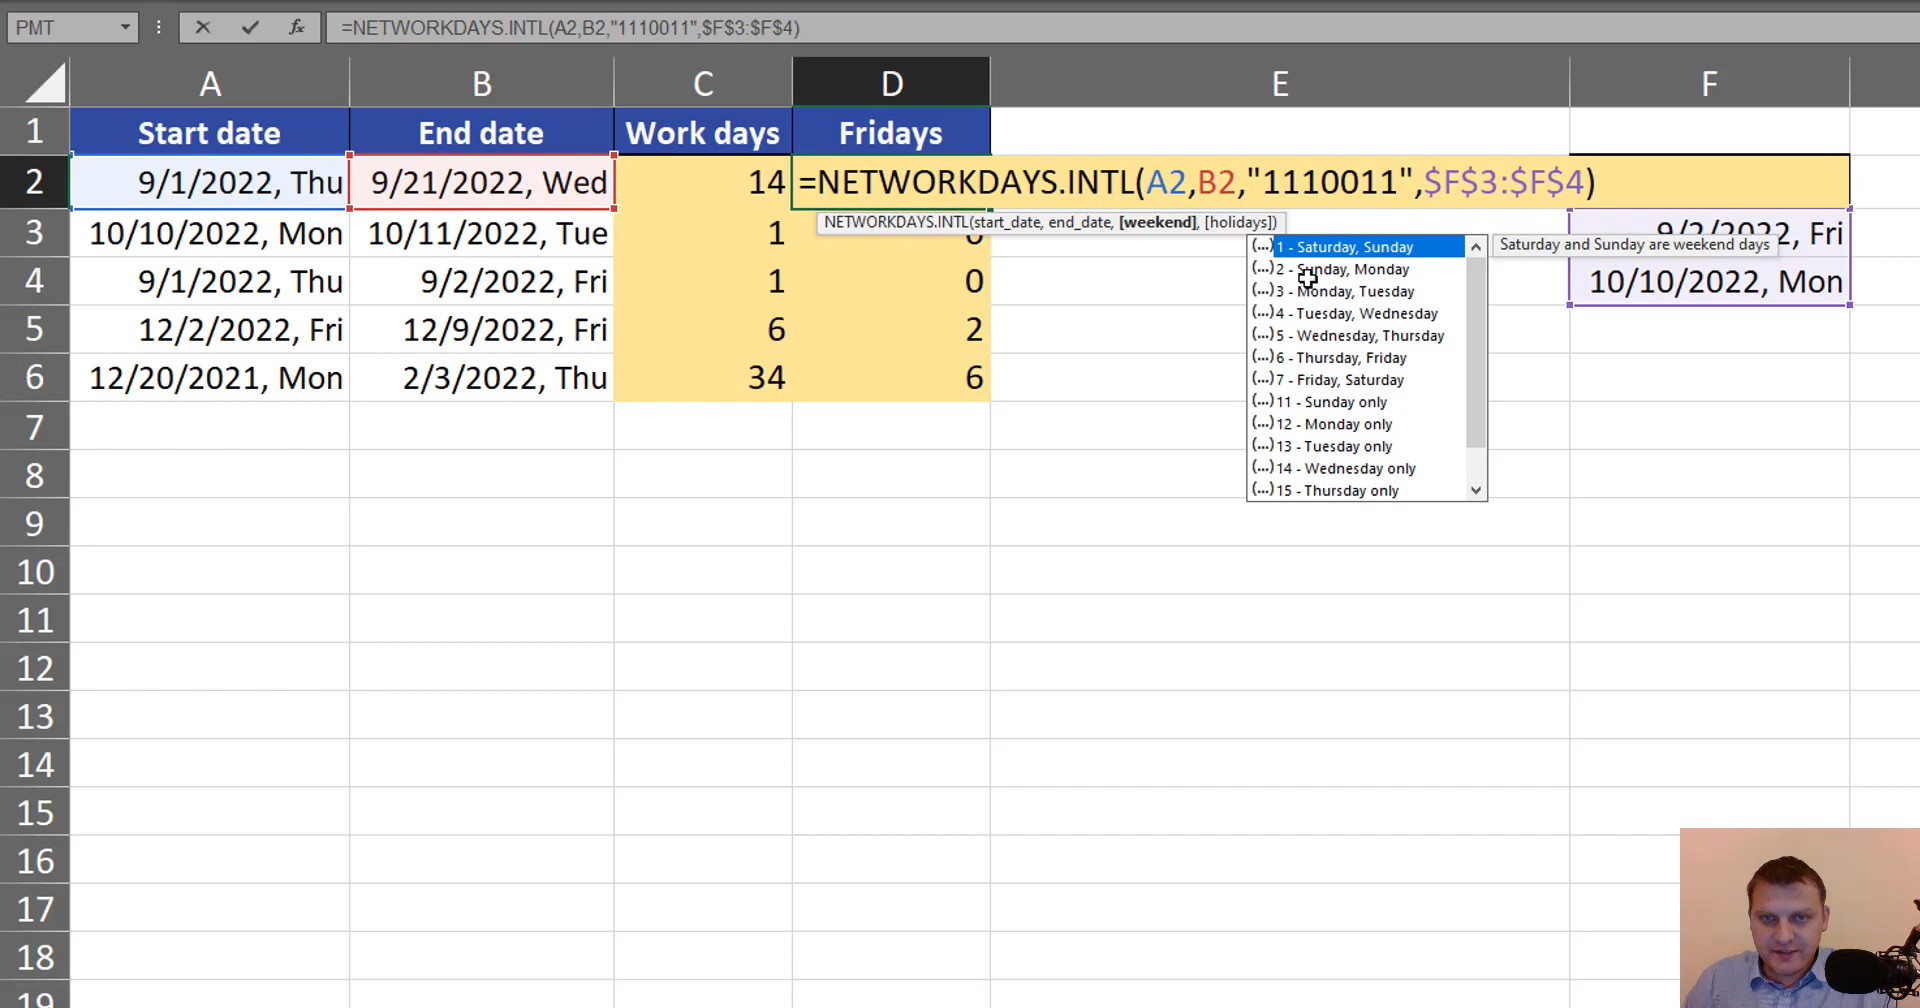 PMT fx =NETWORKDAYS.INTL(A2,B2,"1110011",$F$3:$F$4)
A B C D E F
1 Start date End date Work days Fridays
2 9/1/2022, Thu 9/21/2022, Wed 14 =NETWORKDAYS.INTL(A2,B2,"1110011",$F$3:$F$4)
NETWORKDAYS.INTL(start_date, end_date, [weekend], [holidays])
3 10/10/2022, Mon 10/11/2022, Tue 1 0 9/2/2022, Fri
(...) 1 - Saturday, Sunday Saturday and Sunday are weekend days
(...) 2 - Sunday, Monday
4 9/1/2022, Thu 9/2/2022, Fri 1 0 10/10/2022, Mon
(...) 3 - Monday, Tuesday
(...) 4 - Tuesday, Wednesday
5 12/2/2022, Fri 12/9/2022, Fri 6 2
(...) 5 - Wednesday, Thursday
(...) 6 - Thursday, Friday
6 12/20/2021, Mon 2/3/2022, Thu 34 6
(...) 7 - Friday, Saturday
(...) 11 - Sunday only
(...) 12 - Monday only
(...) 13 - Tuesday only
(...) 14 - Wednesday only
(...) 15 - Thursday only
7
8
9
10
11
12
13
14
15
16
17
18
19